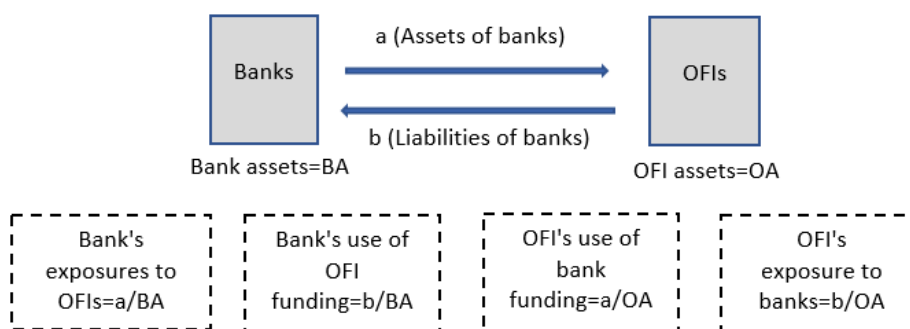 a (Assets of banks)
Banks
OFIs
b (Liabilities of banks)
Bank assets=BA
OFI assets=OA
Bank's
exposures to
OFIs=a/BA
Bank's use of
OFI
funding=b/BA
OFI's use of
bank
funding=a/OA
OFI's
exposure to
banks=b/OA